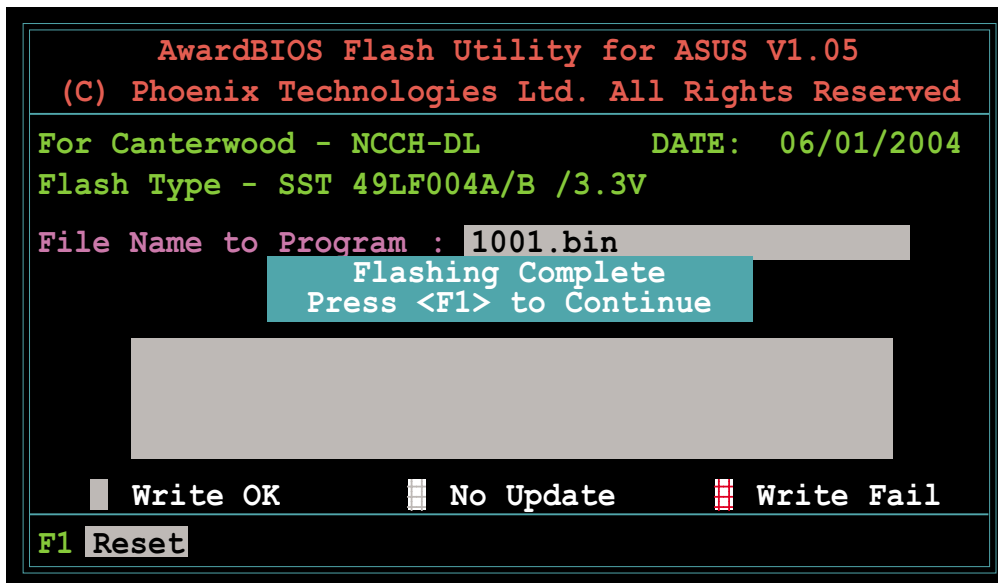 AwardBIOS Flash Utility for ASUS V1.05
(C) Phoenix Technologies Ltd. All Rights Reserved
For Canterwood - NCCH-DL DATE: 06/01/2004
Flash Type - SST 49LF004A/B /3.3V
File Name to Program : 1001.bin
Flashing Complete
Press <F1> to Continue
Write OK No Update Write Fail
F1 Reset